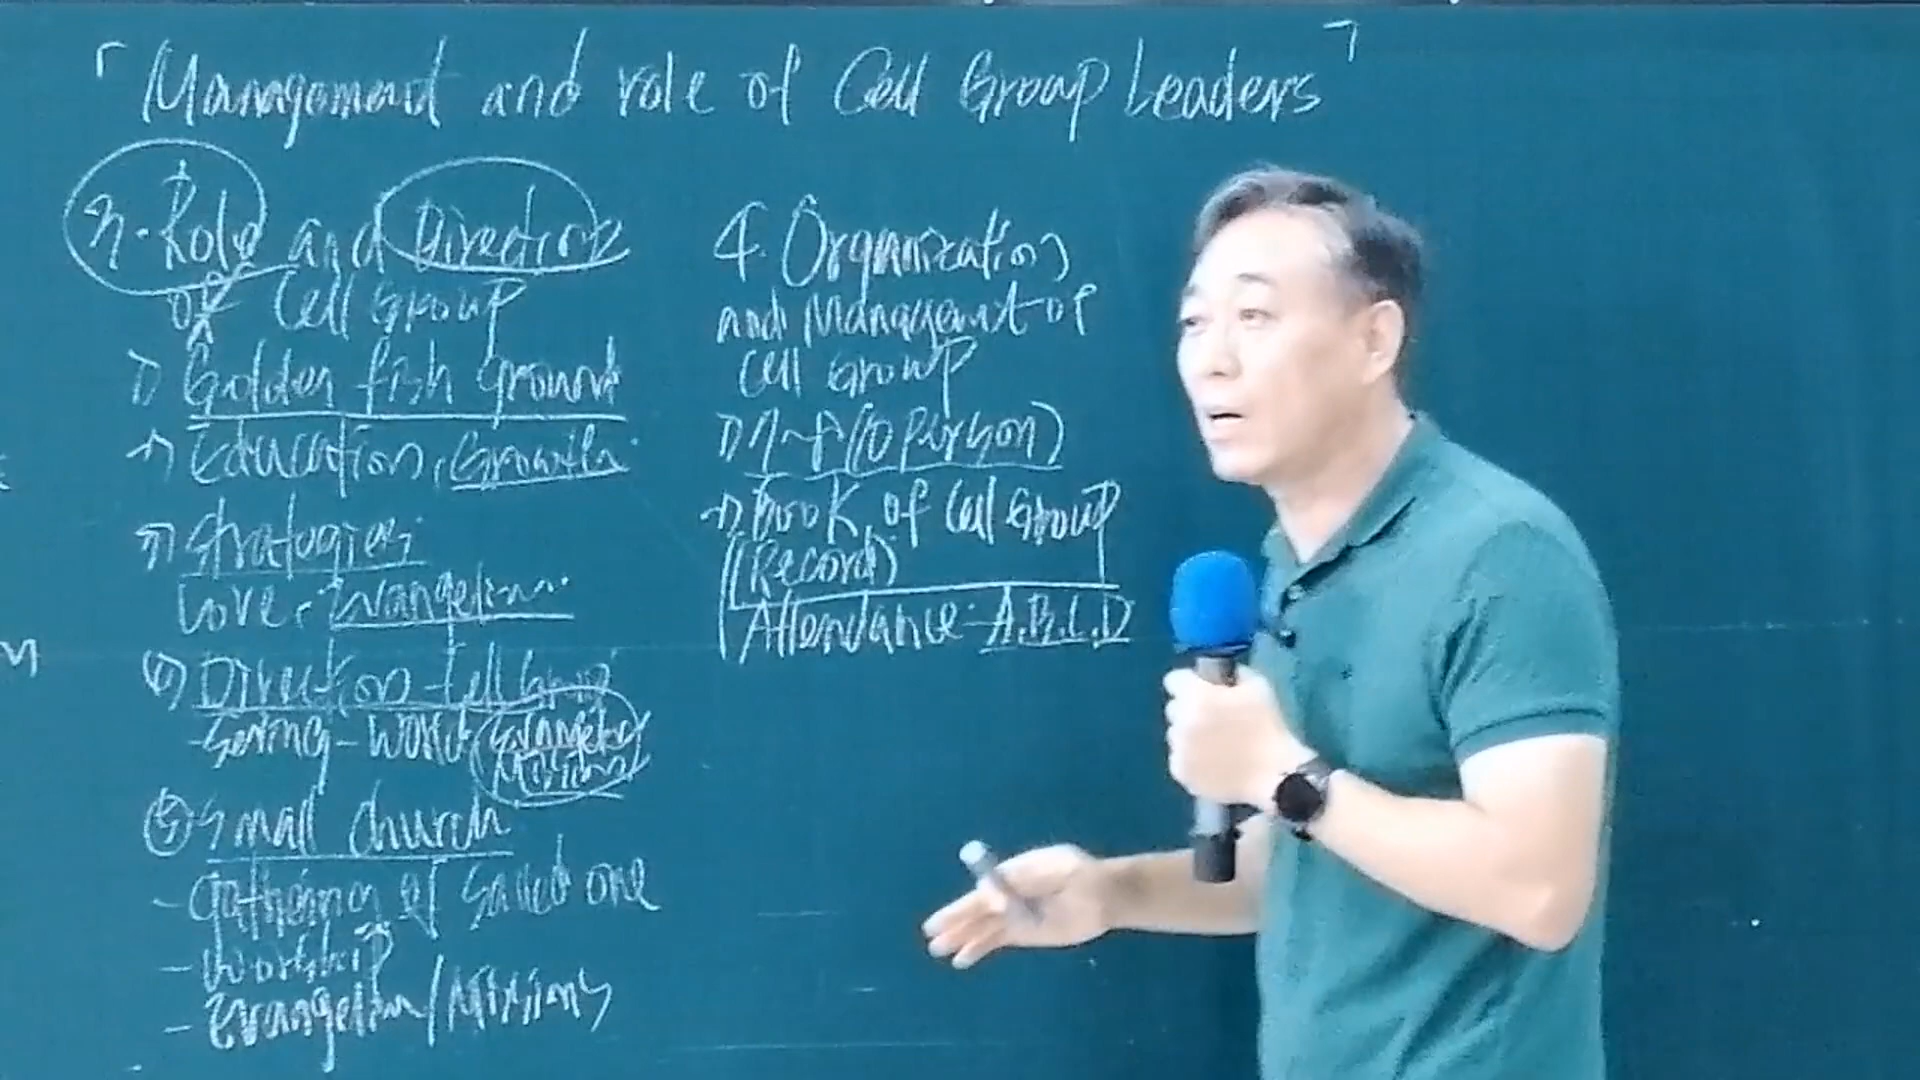 「Management and role of Cell Group Leaders」
3. Role and Direction
of Cell Group
1) Golden fish ground
2) Education, Growth
3) Strategies
Love, Evangelism
4) Direction - Cell Group
- Serving - World Evangelism
Missions
5) Small church
- Gathering of Saved one
- Worship
- Evangelism/Missions
4. Organization
and Management of
Cell Group
1) (10 Person)
2) Book of Cell Group
(Record)
Attendance - A.B.C.D